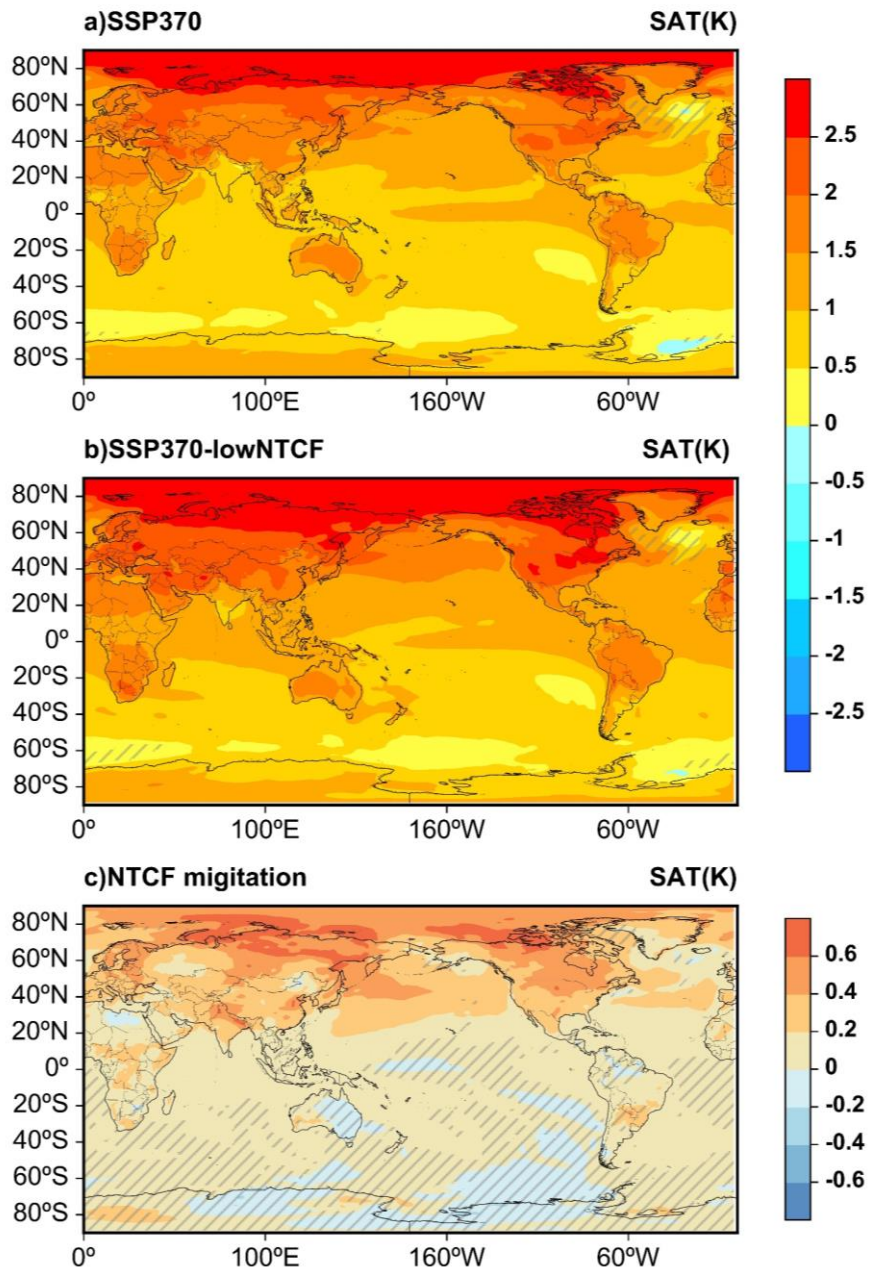 a)SSP370 SAT(K)
80ºN
60ºN
40ºN
20ºN
0º
20ºS
40ºS
60ºS
80ºS
0º 100ºE 160ºW 60ºW
2.5
2
1.5
1
0.5
0
-0.5
-1
-1.5
-2
-2.5
b)SSP370-lowNTCF SAT(K)
80ºN
60ºN
40ºN
20ºN
0º
20ºS
40ºS
60ºS
80ºS
0º 100ºE 160ºW 60ºW
c)NTCF migitation SAT(K)
80ºN
60ºN
40ºN
20ºN
0º
20ºS
40ºS
60ºS
80ºS
0º 100ºE 160ºW 60ºW
0.6
0.4
0.2
0
-0.2
-0.4
-0.6